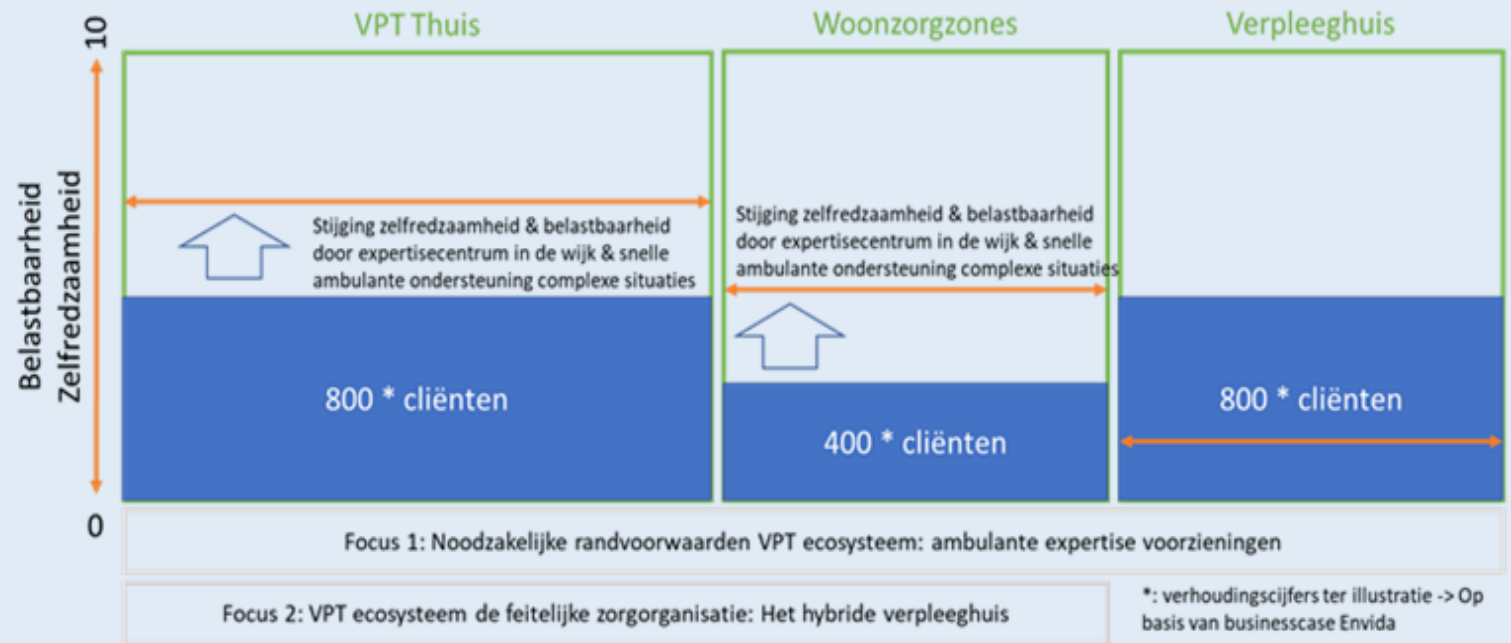 VPT Thuis
Woonzorgzones
Verpleeghuis
10
Belastbaarheid
Zelfredzaamheid
0
Stijging zelfredzaamheid & belastbaarheid
door expertisecentrum in de wijk & snelle
ambulante ondersteuning complexe situaties
Stijging zelfredzaamheid & belastbaarheid
door expertisecentrum in de wijk & snelle
ambulante ondersteuning complexe situaties
800 * cliënten
400 * cliënten
800 * cliënten
Focus 1: Noodzakelijke randvoorwaarden VPT ecosysteem: ambulante expertise voorzieningen
Focus 2: VPT ecosysteem de feitelijke zorgorganisatie: Het hybride verpleeghuis
*: verhoudingscijfers ter illustratie -> Op
basis van businesscase Envida